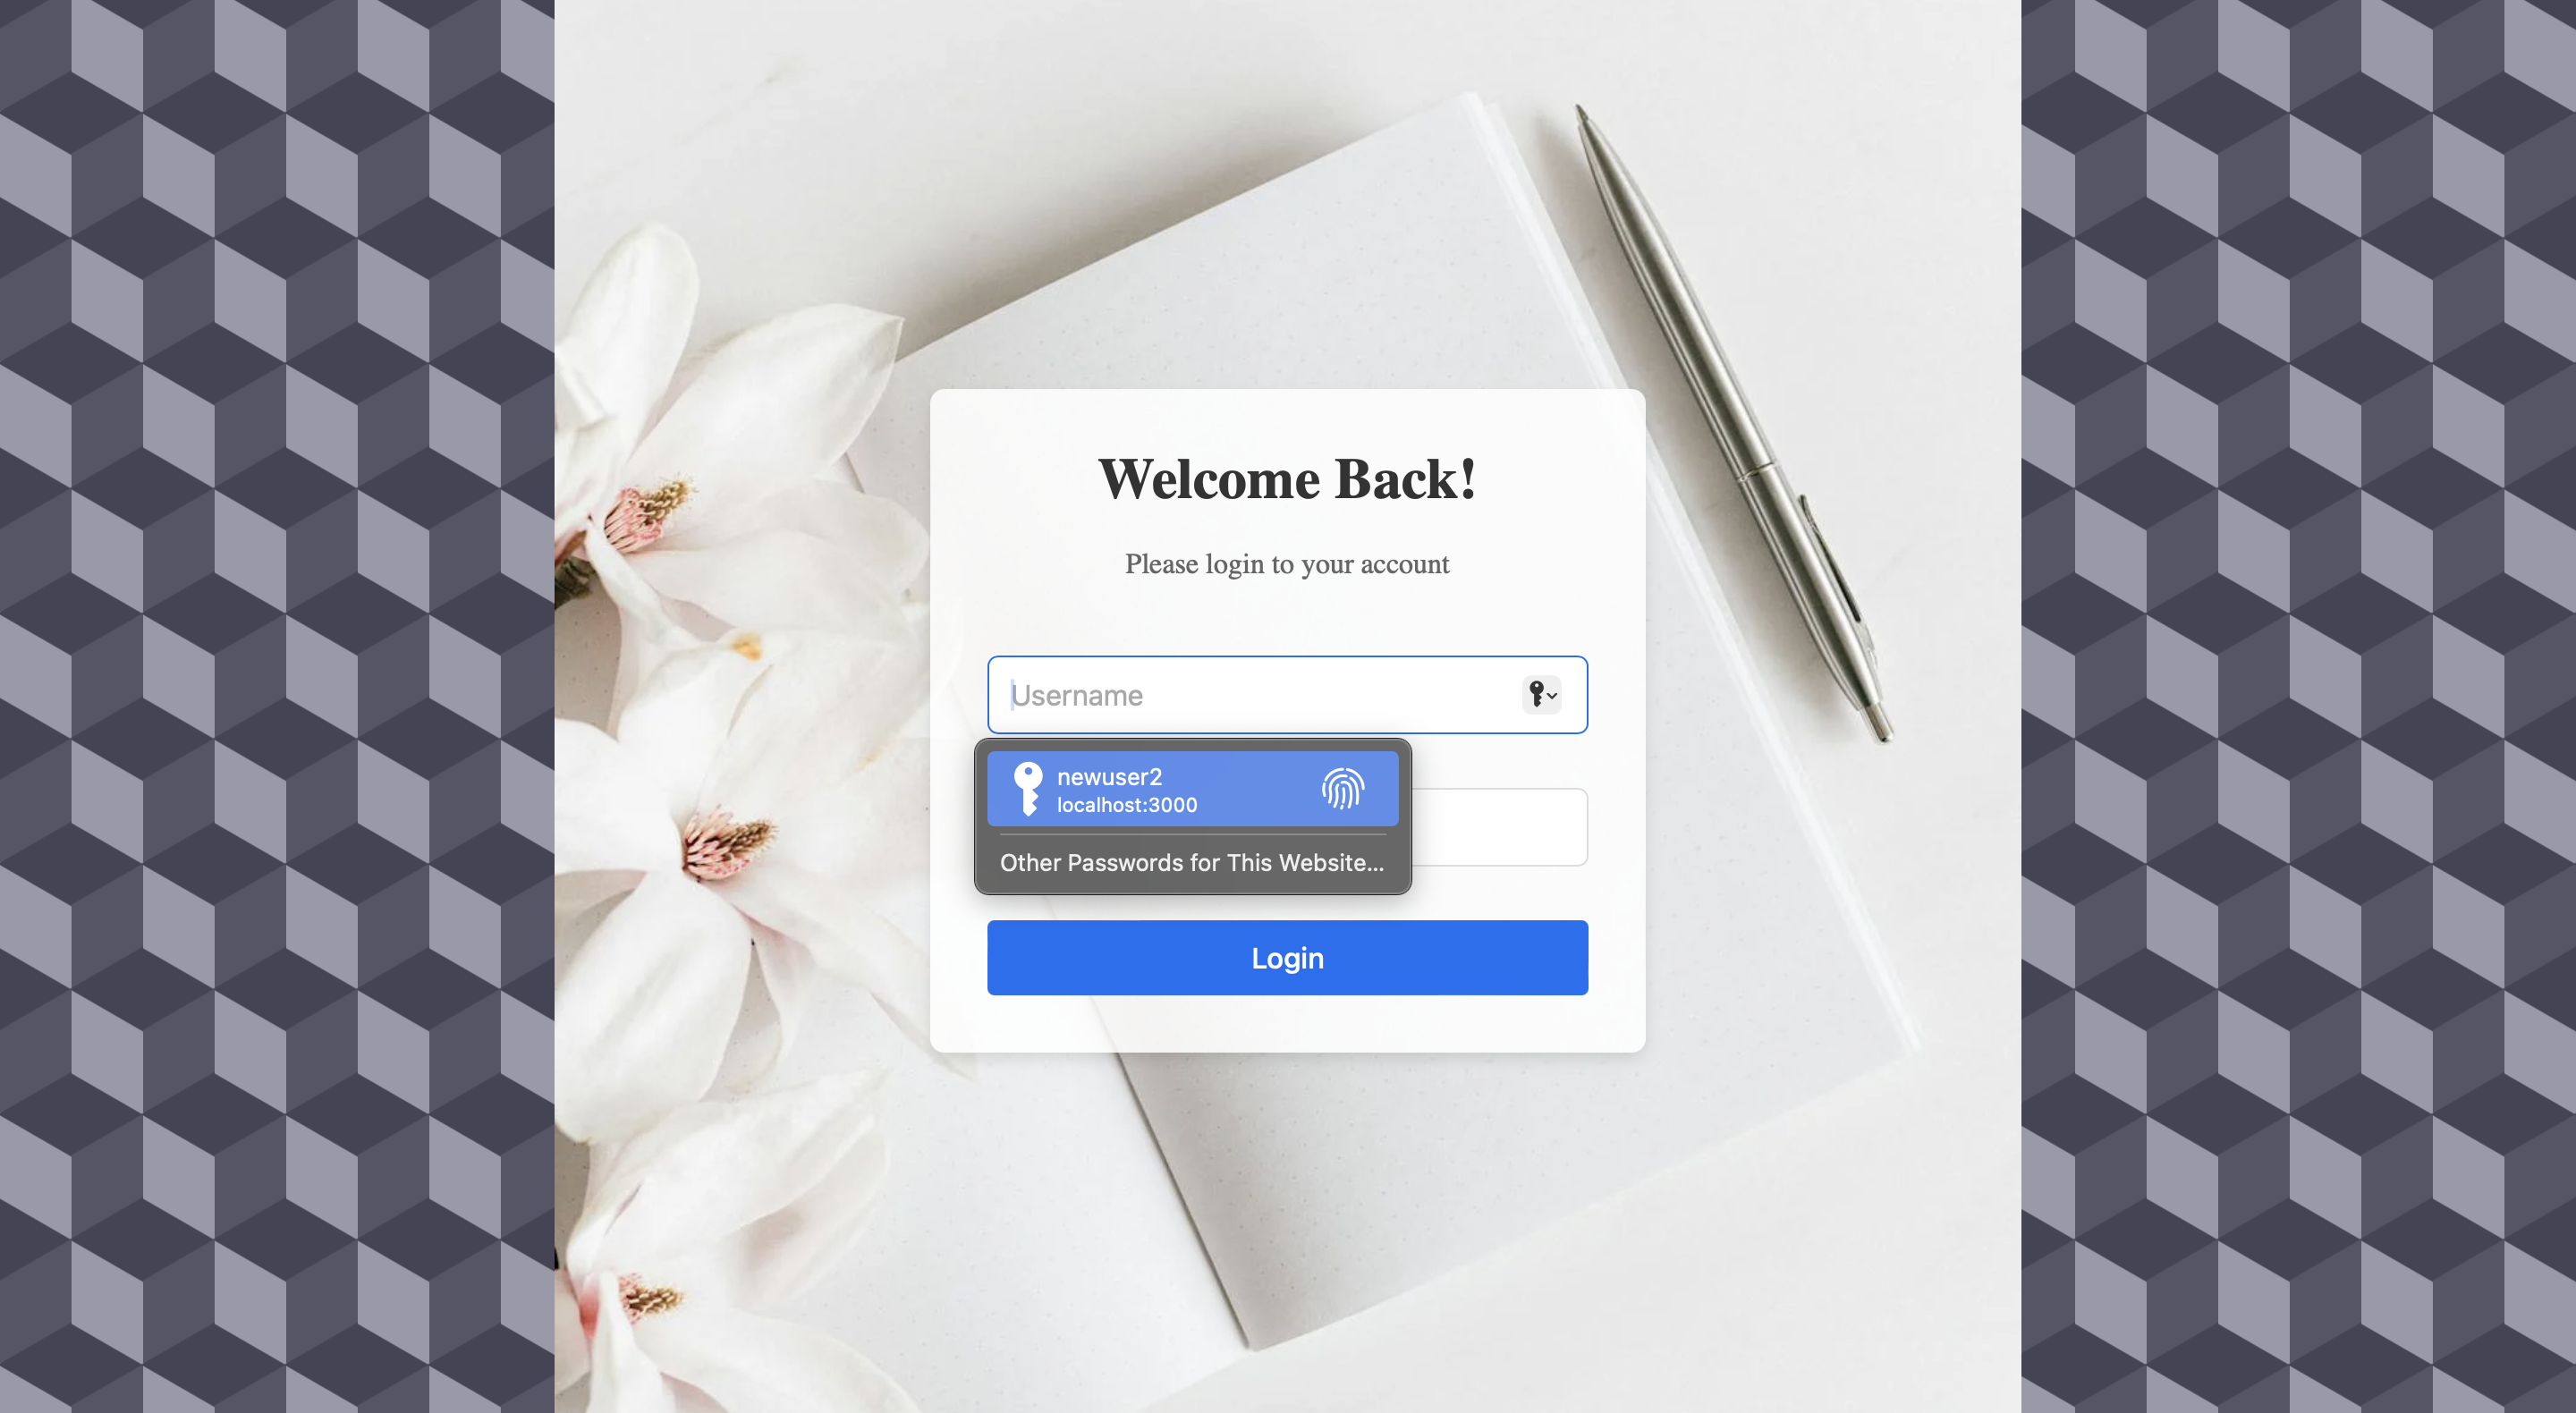 Welcome Back!
Please login to your account
Username
newuser2
localhost:3000
Other Passwords for This Website...
Login